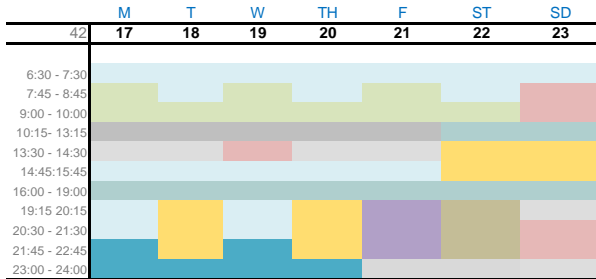 M T W TH F ST SD
42 17 18 19 20 21 22 23
6:30 - 7:30
7:45 - 8:45
9:00 - 10:00
10:15- 13:15
13:30 - 14:30
14:45:15:45
16:00 - 19:00
19:15 20:15
20:30 - 21:30
21:45 - 22:45
23:00 - 24:00